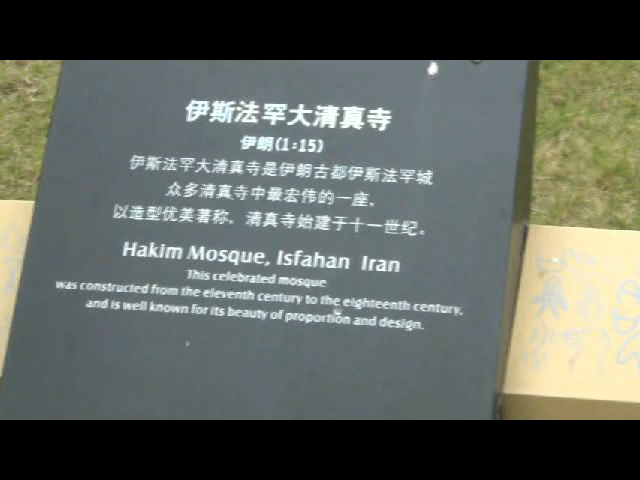 伊斯法罕大清真寺
伊朗(1:15)
伊斯法罕大清真寺是伊朗古都伊斯法罕城
众多清真寺中最宏伟的一座,
以造型优美著称。清真寺始建于十一世纪。
Hakim Mosque, Isfahan Iran
This celebrated mosque
was constructed from the eleventh century to the eighteenth century,
and is well known for its beauty of proportion and design.